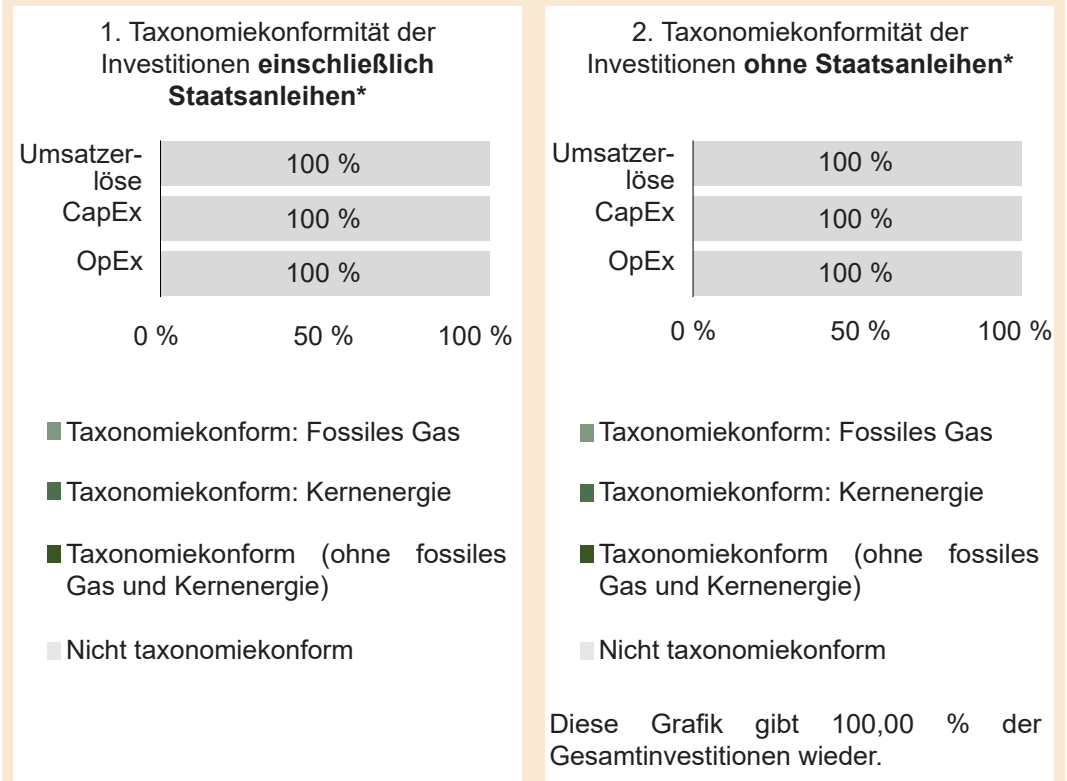 1. Taxonomiekonformität der
Investitionen einschließlich
Staatsanleihen*
Umsatzer-
löse
100 %
CapEx
100 %
OpEx
100 %
0 % 50 % 100 %
Taxonomiekonform: Fossiles Gas
Taxonomiekonform: Kernenergie
Taxonomiekonform (ohne fossiles
Gas und Kernenergie)
Nicht taxonomiekonform
2. Taxonomiekonformität der
Investitionen ohne Staatsanleihen*
Umsatzer-
löse
100 %
CapEx
100 %
OpEx
100 %
0 % 50 % 100 %
Taxonomiekonform: Fossiles Gas
Taxonomiekonform: Kernenergie
Taxonomiekonform (ohne fossiles
Gas und Kernenergie)
Nicht taxonomiekonform
Diese Grafik gibt 100,00 % der
Gesamtinvestitionen wieder.